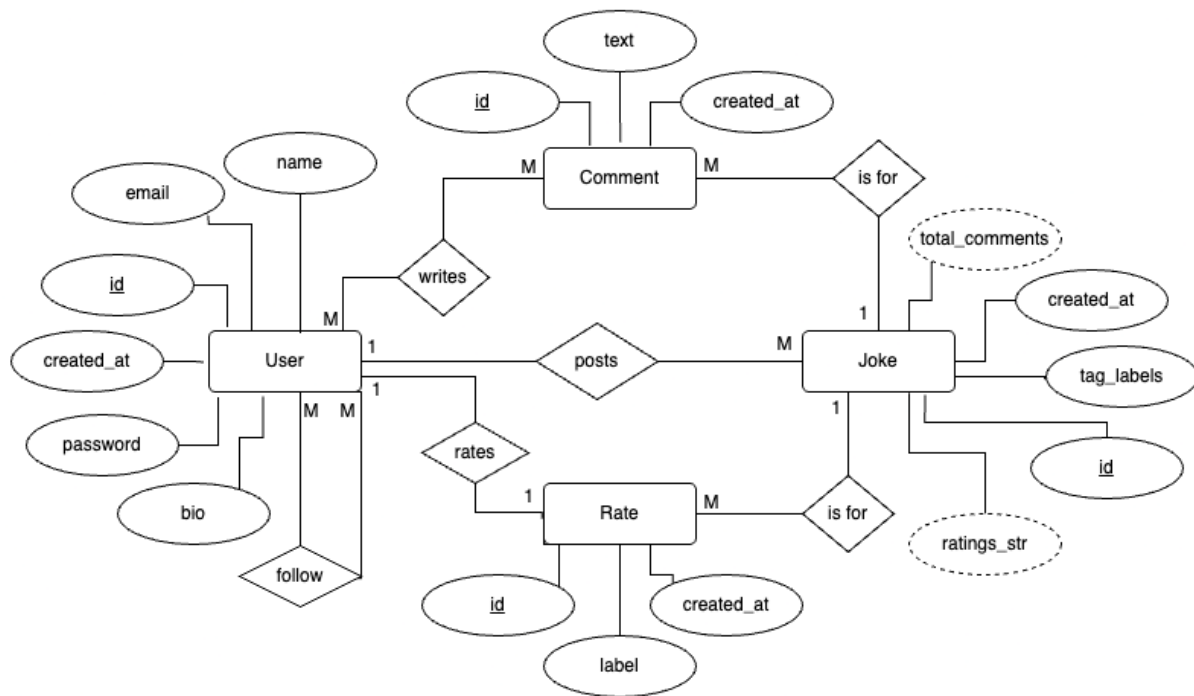 text
id
created_at
name
M
Comment
M
is for
email
total_comments
writes
id
created_at
M
1
created_at
User
1
posts
M
Joke
tag_labels
M
M
1
1
password
rates
id
bio
1
Rate
M
is for
ratings_str
follow
id
created_at
label